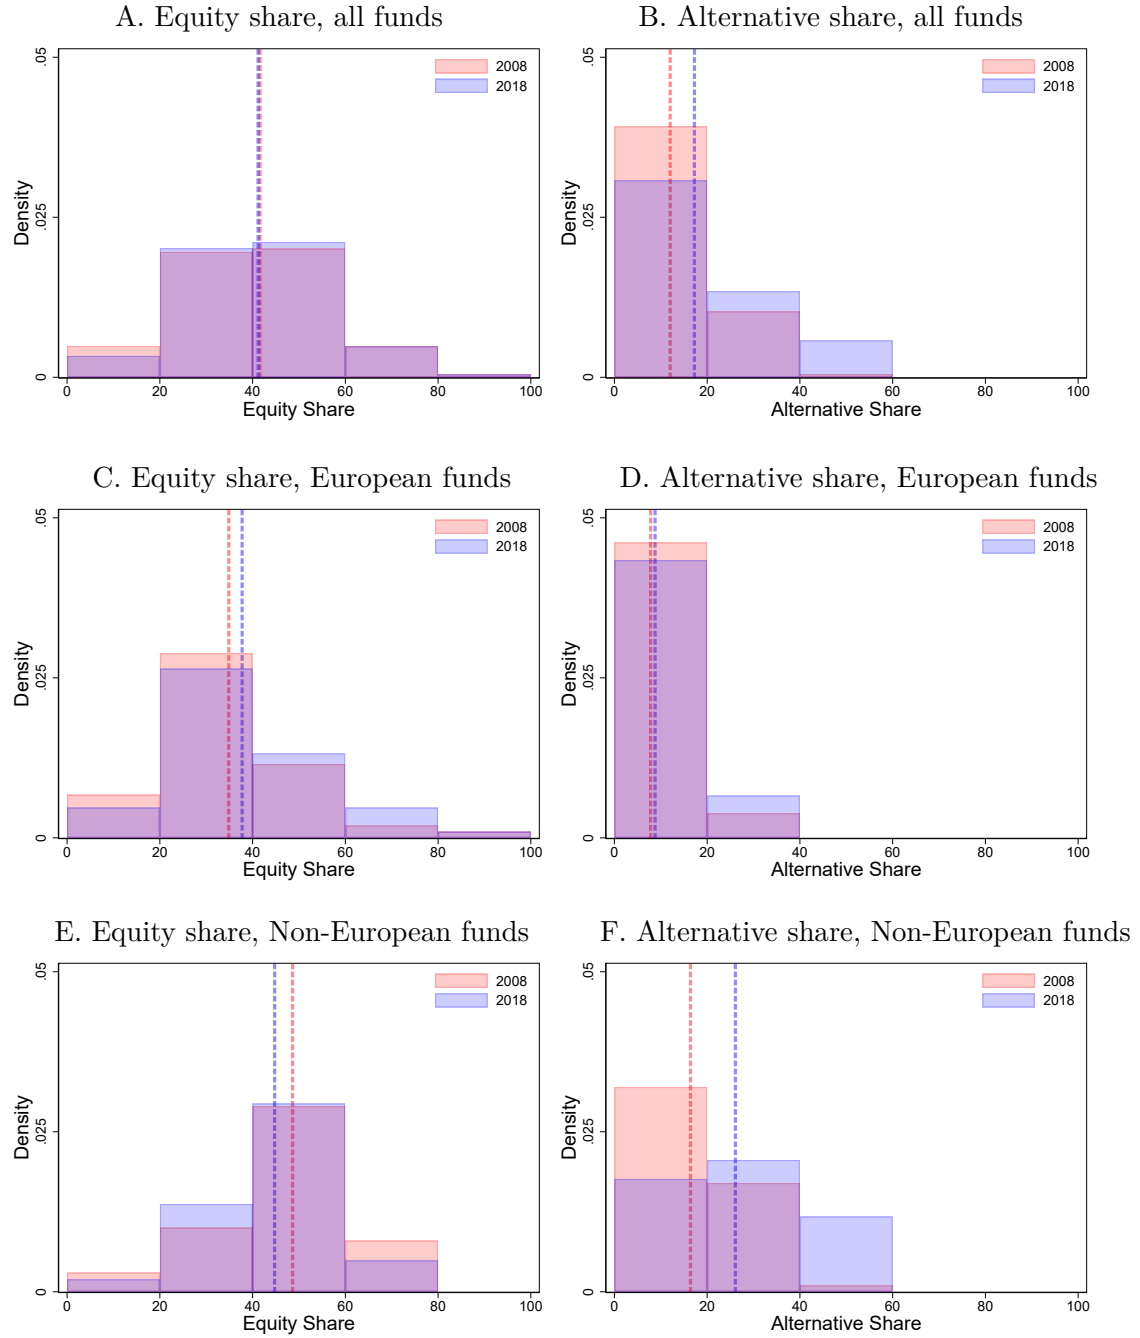 A. Equity share, all funds
.05
.025
0
Density
2008
2018
0 20 40 60 80 100
Equity Share
B. Alternative share, all funds
.05
.025
0
Density
2008
2018
0 20 40 60 80 100
Alternative Share
C. Equity share, European funds
.05
.025
0
Density
2008
2018
0 20 40 60 80 100
Equity Share
D. Alternative share, European funds
.05
.025
0
Density
2008
2018
0 20 40 60 80 100
Alternative Share
E. Equity share, Non-European funds
.05
.025
0
Density
2008
2018
0 20 40 60 80 100
Equity Share
F. Alternative share, Non-European funds
.05
.025
0
Density
2008
2018
0 20 40 60 80 100
Alternative Share